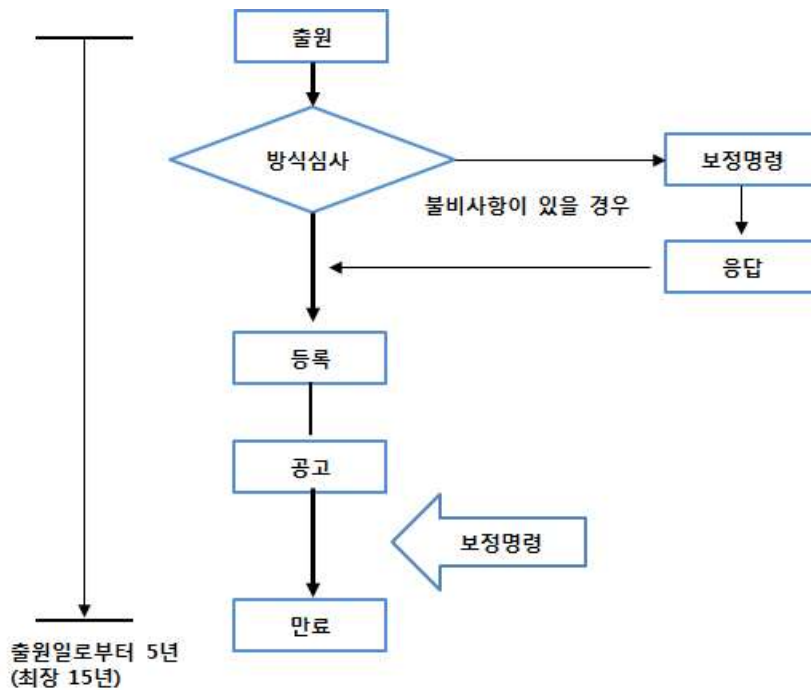 출원
방식심사
보정명령
불비사항이 있을 경우
응답
등록
공고
보정명령
만료
출원일로부터 5년
(최장 15년)